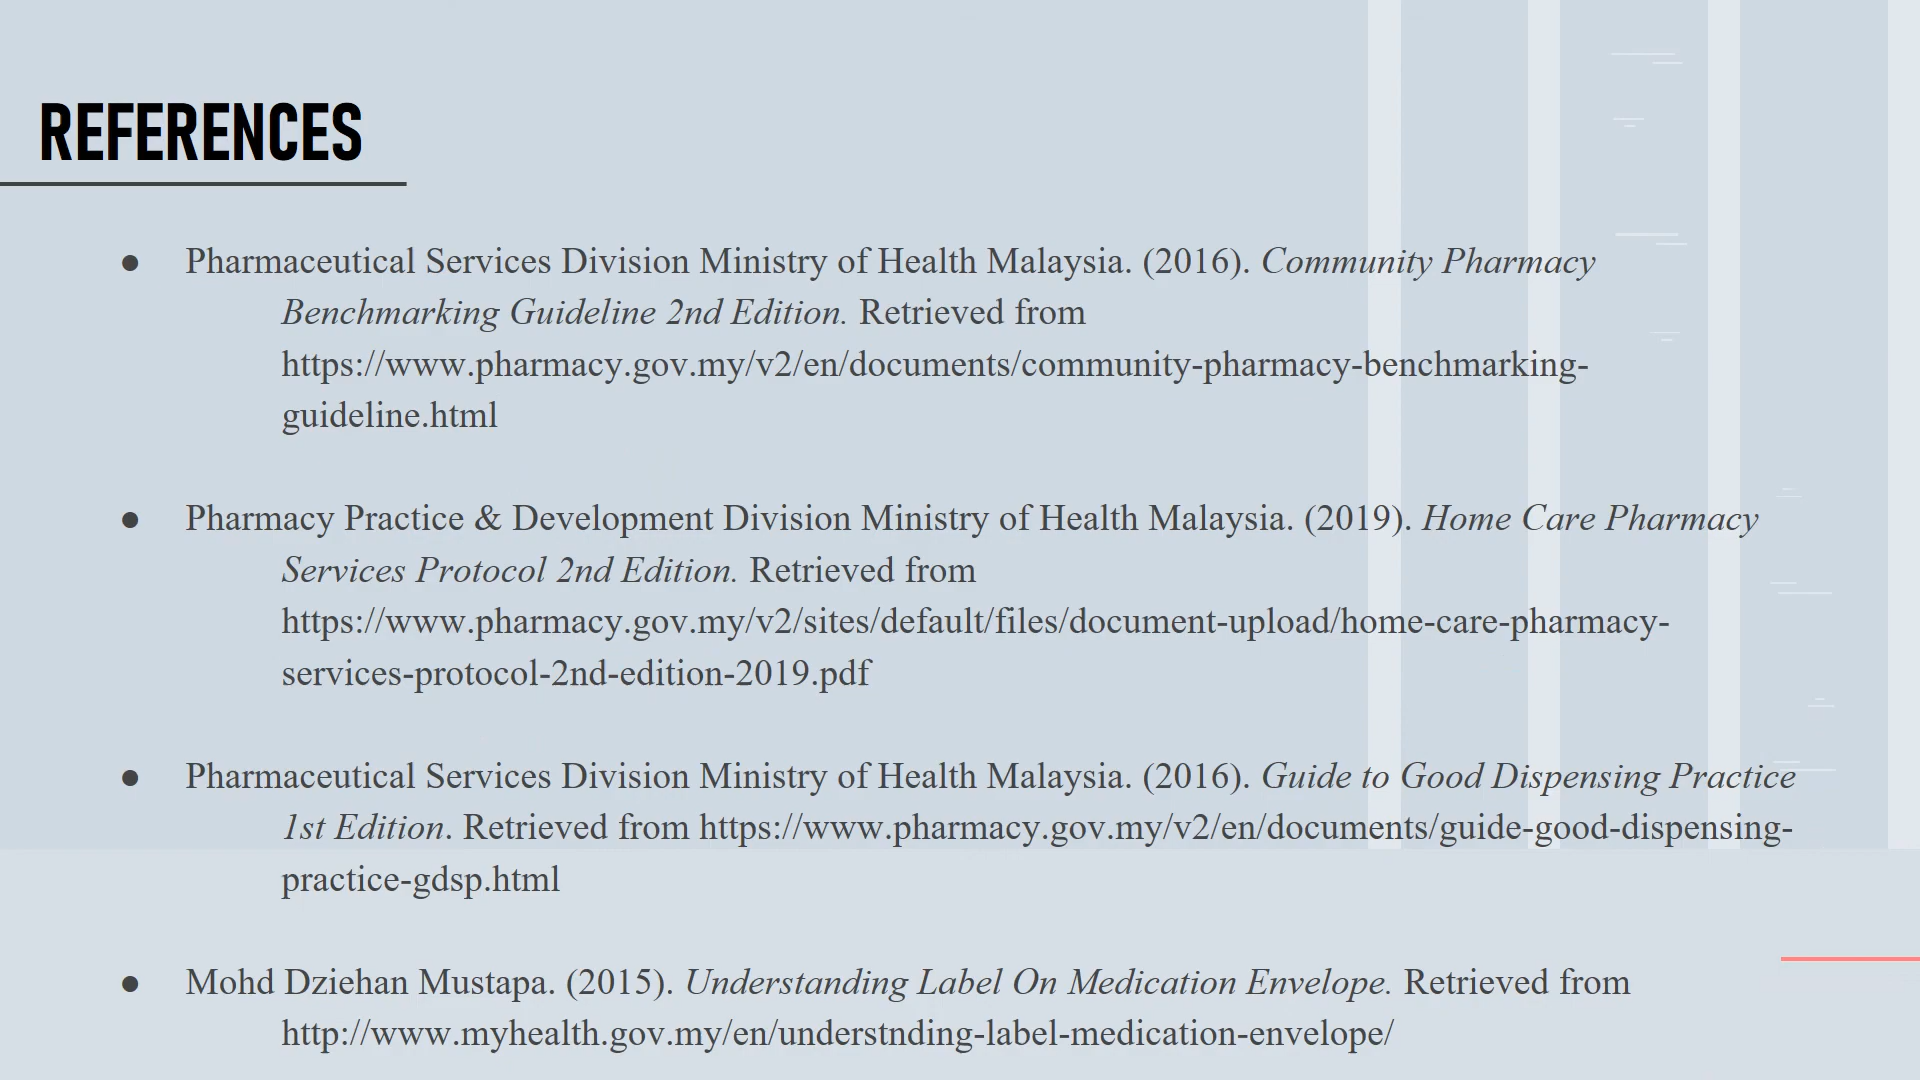 REFERENCES
● Pharmaceutical Services Division Ministry of Health Malaysia. (2016). Community Pharmacy
Benchmarking Guideline 2nd Edition. Retrieved from
https://www.pharmacy.gov.my/v2/en/documents/community-pharmacy-benchmarking-
guideline.html
● Pharmacy Practice & Development Division Ministry of Health Malaysia. (2019). Home Care Pharmacy
Services Protocol 2nd Edition. Retrieved from
https://www.pharmacy.gov.my/v2/sites/default/files/document-upload/home-care-pharmacy-
services-protocol-2nd-edition-2019.pdf
● Pharmaceutical Services Division Ministry of Health Malaysia. (2016). Guide to Good Dispensing Practice
1st Edition. Retrieved from https://www.pharmacy.gov.my/v2/en/documents/guide-good-dispensing-
practice-gdsp.html
● Mohd Dziehan Mustapa. (2015). Understanding Label On Medication Envelope. Retrieved from
http://www.myhealth.gov.my/en/understnding-label-medication-envelope/